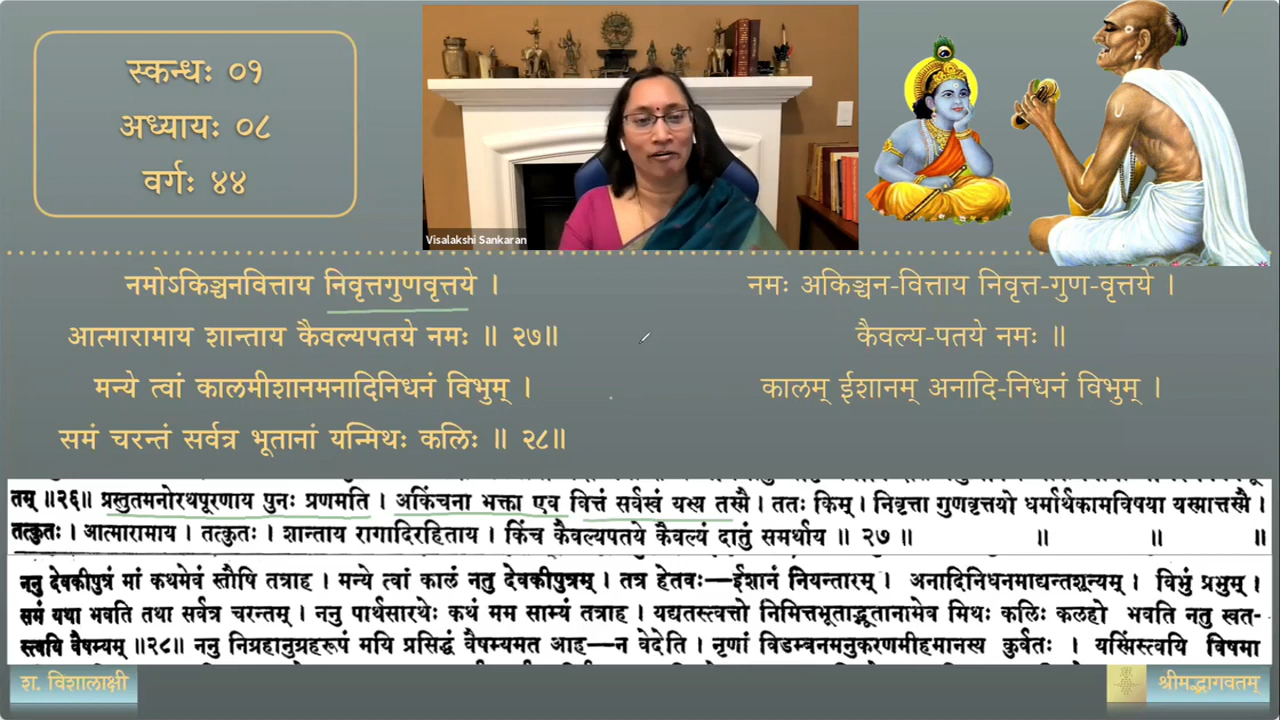 स्कन्धः ०१
अध्यायः ०८
वर्गः ४४
Visalakshi Sankaran
नमोऽकिञ्चनवित्ताय निवृत्तगुणवृत्तये ।
आत्मारामाय शान्ताय कैवल्यपतये नमः ॥ २७॥
मन्ये त्वां कालमीशानमनादिनिधनं विभुम् ।
समं चरन्तं सर्वत्र भूतानां यन्मिथः कलिः ॥ २८॥
नमः अकिञ्चन-वित्ताय निवृत्त-गुण-वृत्तये ।
कैवल्य-पतये नमः ॥
कालम् ईशानम् अनादि-निधनं विभुम् ।
तम् ॥२६॥ प्रस्तुतमनोरथपूरणाय पुनः प्रणमति । अकिंचना भक्ता एव वित्तं सर्वस्वं यस्य तस्मै । ततः किम् । निवृत्ता गुणवृत्तयो धर्मार्थकामविषया यस्मात्तस्मै ।
तत्कुतः । आत्मारामाय । तत्कुतः । शान्ताय रागादिरहिताय । किंच कैवल्यपतये कैवल्यं दातुं समर्थाय ॥ २७ ॥ ॥ ॥ ॥
ननु देवकीपुत्रं मां कथमेवं स्तौषि तत्राह । मन्ये त्वां कालं नतु देवकीपुत्रम् । तत्र हेतवः—ईशानं नियन्तारम् । अनादिनिधनमाद्यन्तशून्यम् । विभुं प्रभुम् ।
समं यथा भवति तथा सर्वत्र चरन्तम् । ननु पार्थसारथेः कथं मम साम्यं तत्राह । यद्यतस्त्वत्तो निमित्तभूताद्भूतानामेव मिथः कलिः कलहो भवति नतु स्वत-
स्त्वयि वैषम्यम् ॥२८॥ ननु निग्रहानुग्रहरूपं मयि प्रसिद्धं वैषम्यमत आह—न वेदेति । नृणां विडम्बनमनुकरणमीहमानस्य कुर्वतः । यस्मिंस्त्वयि विषमा
श. विशालाक्षी
श्रीमद्भागवतम्